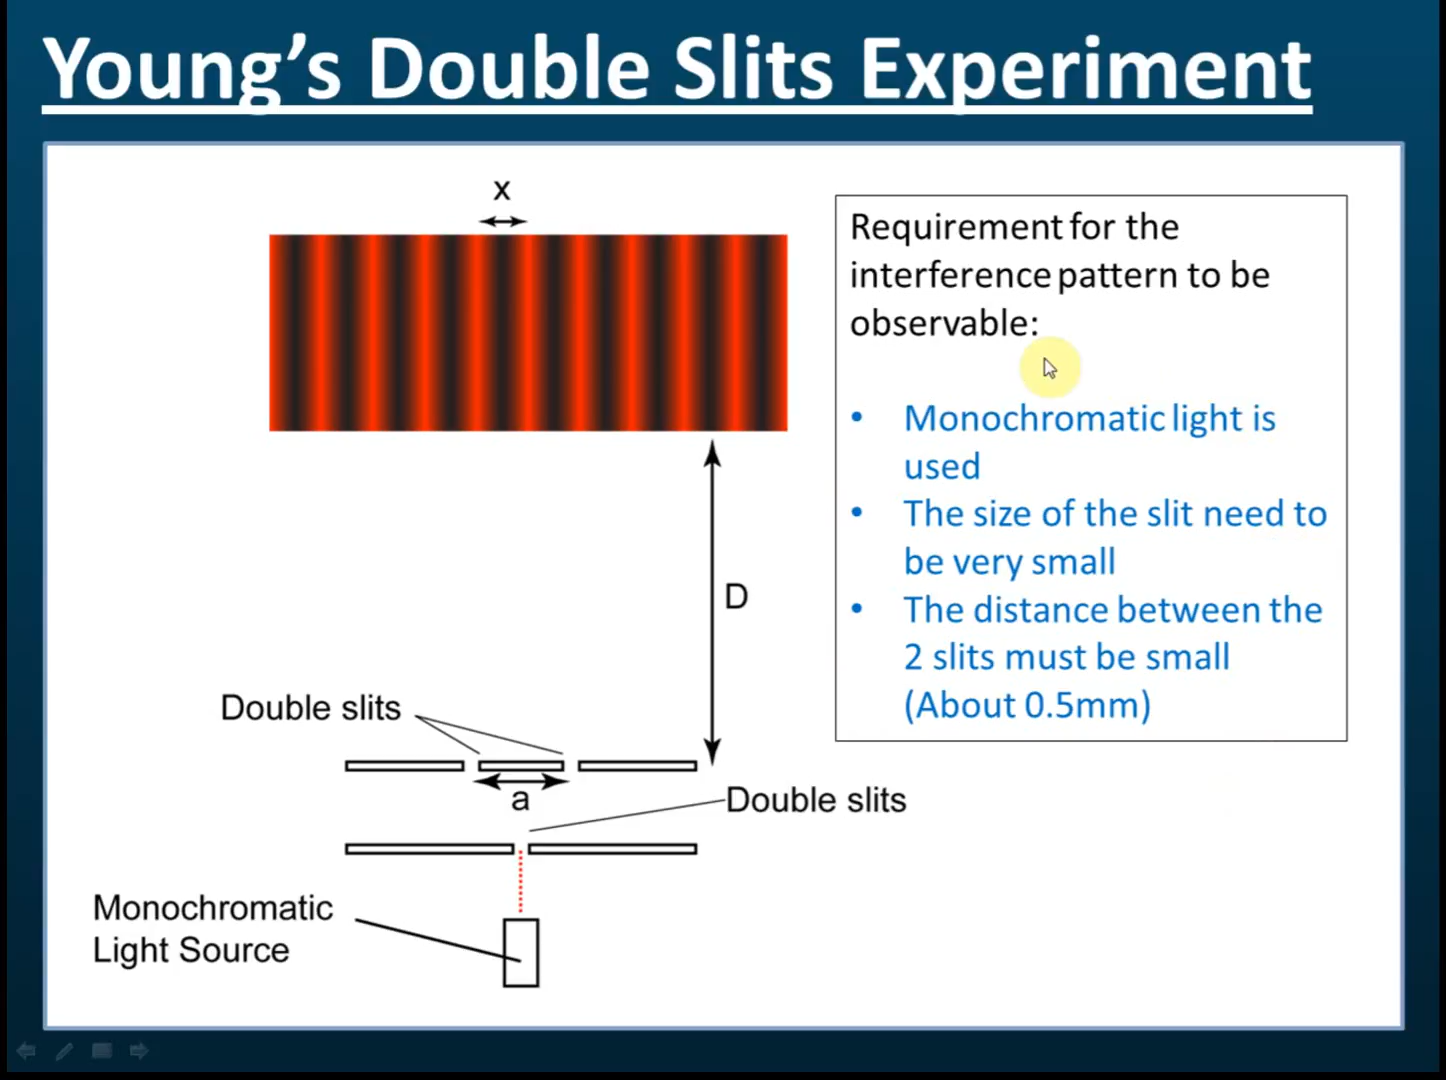 Young's Double Slits Experiment
x
Requirement for the
interference pattern to be
observable:
• Monochromatic light is
used
• The size of the slit need to
be very small
• The distance between the
2 slits must be small
(About 0.5mm)
D
Double slits
a
Double slits
Monochromatic
Light Source